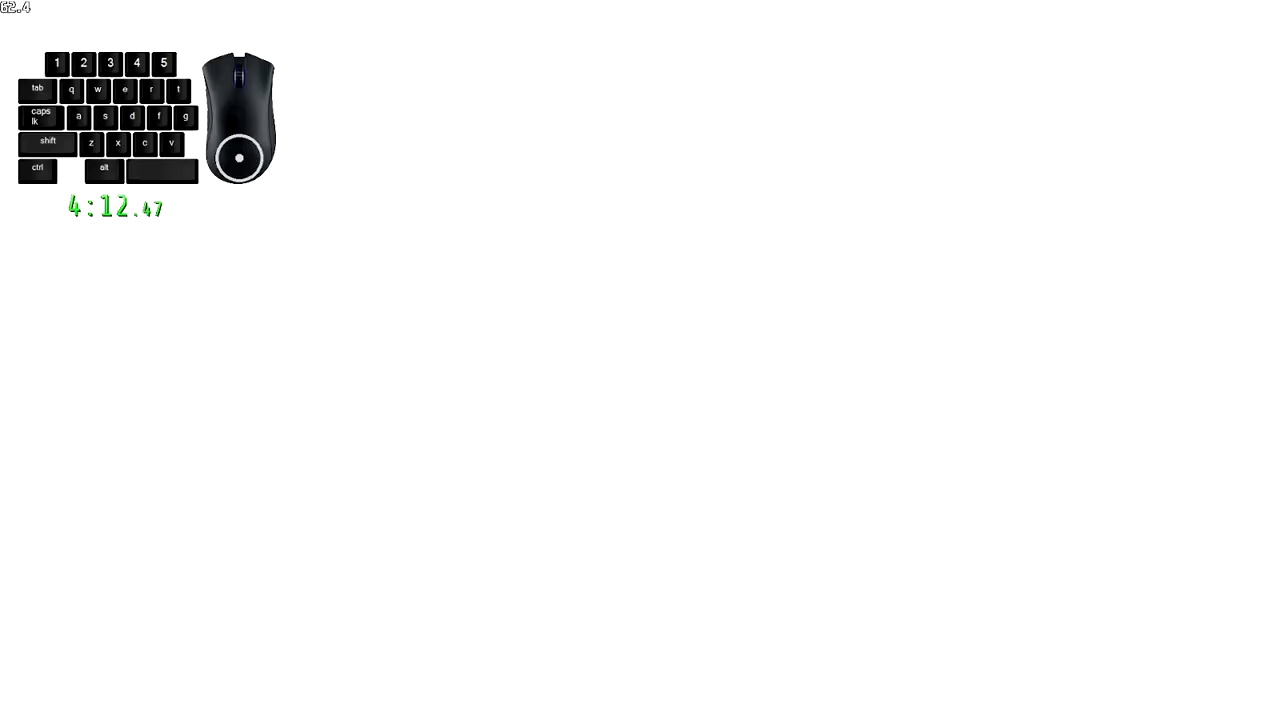 62.4
1 2 3 4 5
tab q w e r t
caps
lk a s d f g
shift z x c v
ctrl alt
4:12.47